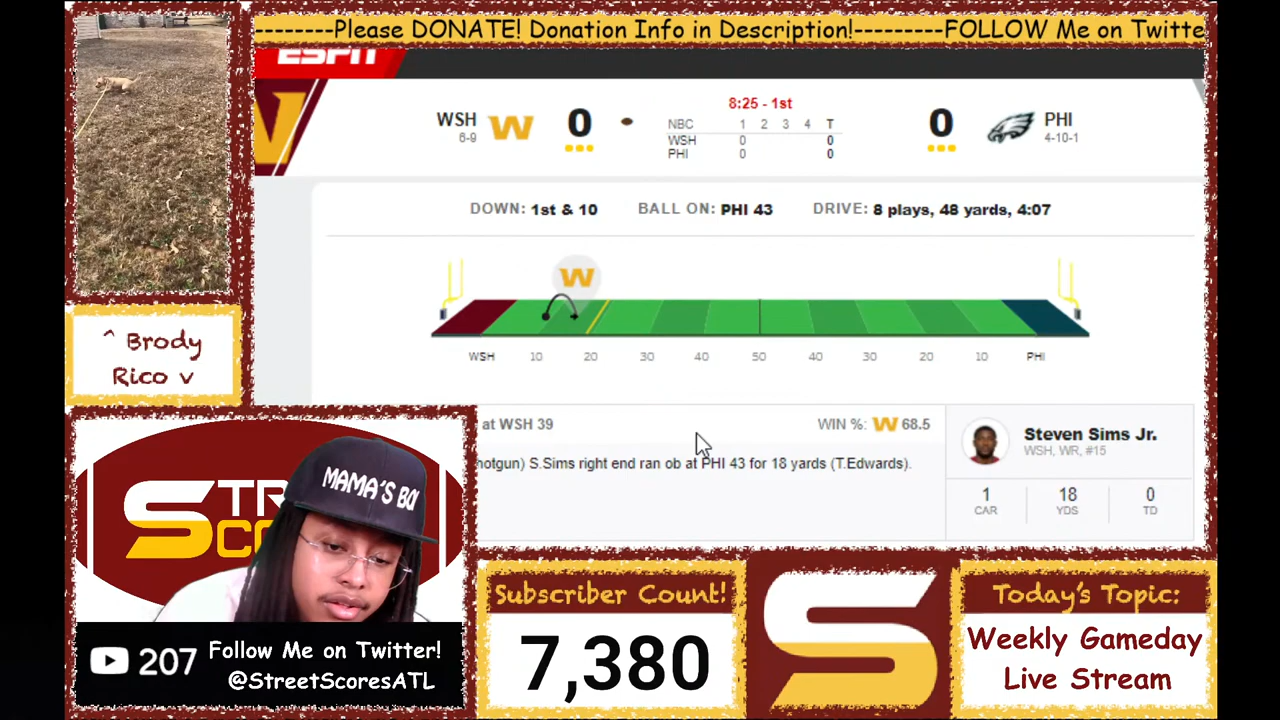 --------Please DONATE! Donation Info in Description!---------FOLLOW Me on Twitte
ESPN
8:25 - 1st
WSH W 0 0 PHI
6-9 4-10-1
NBC 1 2 3 4 T
WSH 0 0
PHI 0 0
DOWN: 1st & 10 BALL ON: PHI 43 DRIVE: 8 plays, 48 yards, 4:07
W
WSH 10 20 30 40 50 40 30 20 10 PHI
^ Brody
Rico v
at WSH 39 WIN %: W 68.5
hotgun) S.Sims right end ran ob at PHI 43 for 18 yards (T.Edwards).
Steven Sims Jr.
WSH, WR, #15
1 18 0
CAR YDS TD
MAMA'S BO
STR
SCO
207 Follow Me on Twitter!
@StreetScoresATL
Subscriber Count!
7,380
S
Today's Topic:
Weekly Gameday
Live Stream